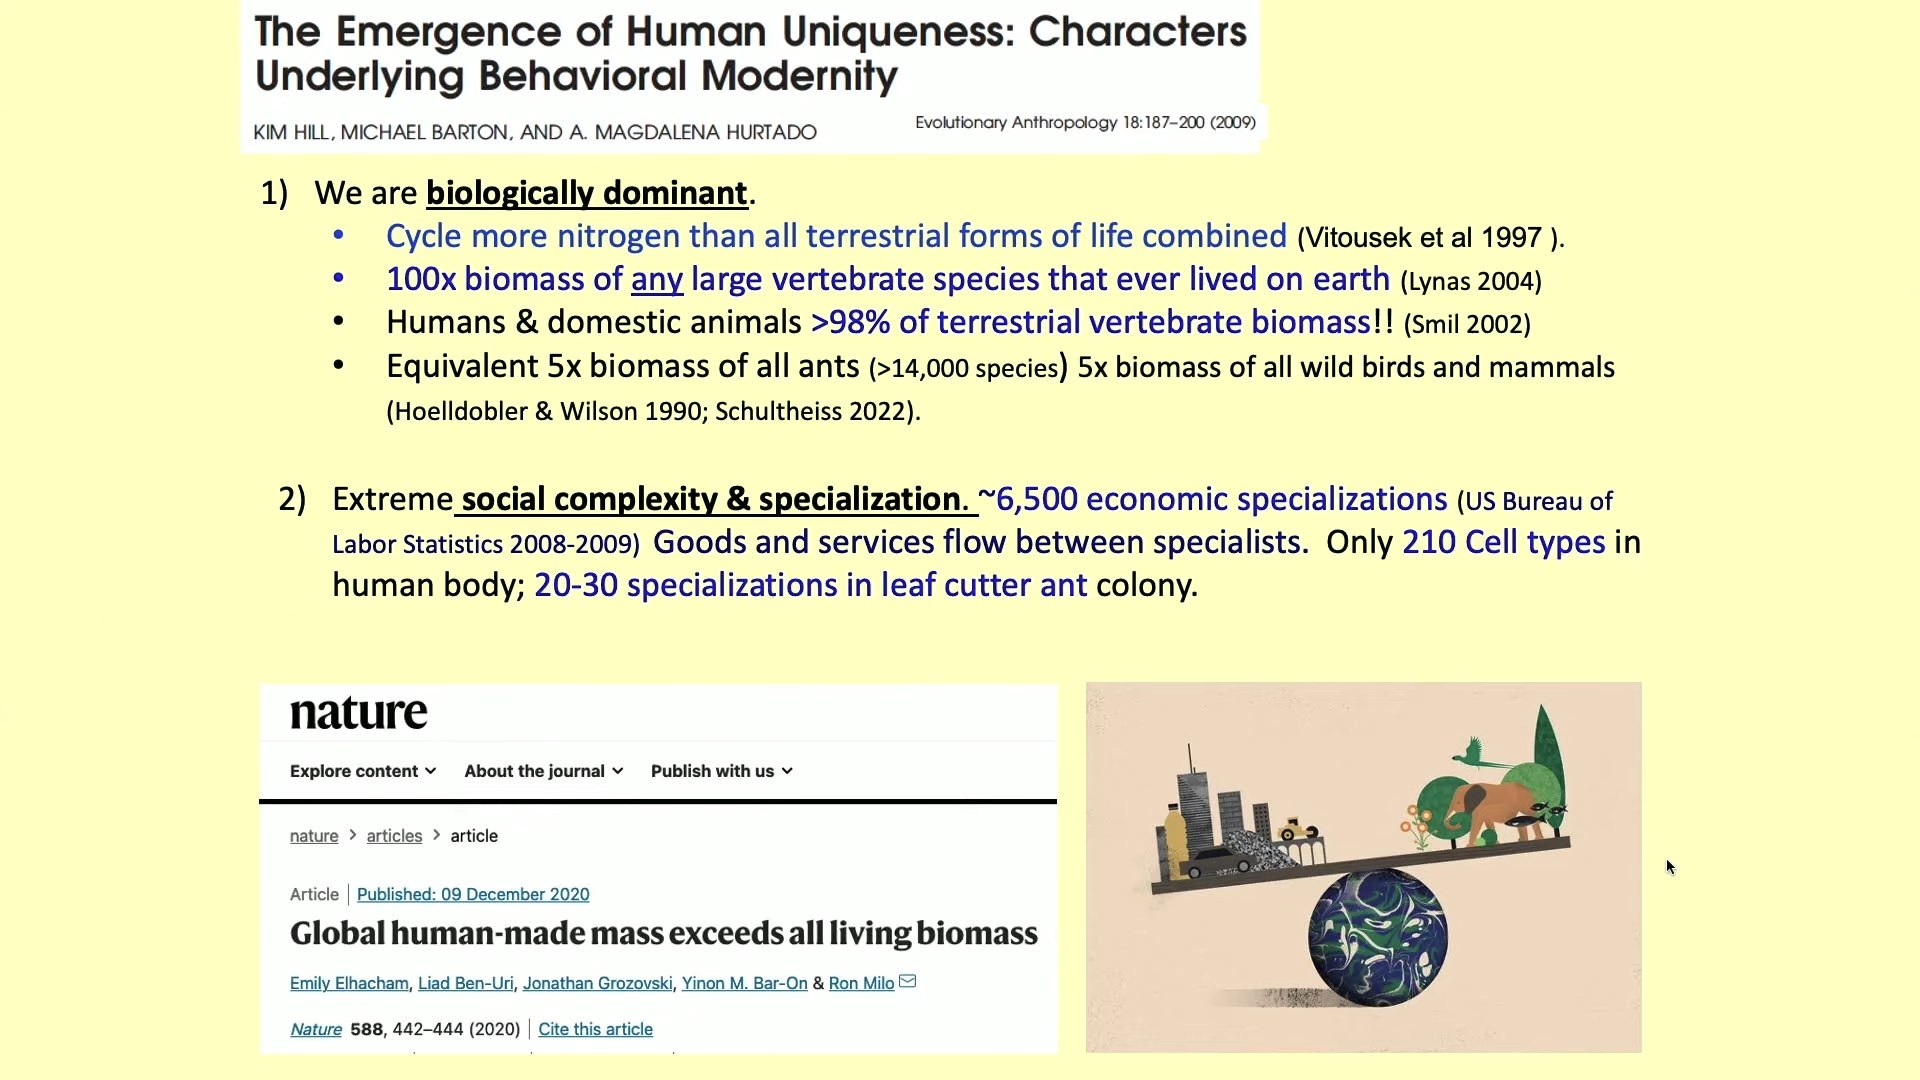 The Emergence of Human Uniqueness: Characters
Underlying Behavioral Modernity
KIM HILL, MICHAEL BARTON, AND A. MAGDALENA HURTADO
Evolutionary Anthropology 18:187–200 (2009)
1) We are biologically dominant.
• Cycle more nitrogen than all terrestrial forms of life combined (Vitousek et al 1997 ).
• 100x biomass of any large vertebrate species that ever lived on earth (Lynas 2004)
• Humans & domestic animals >98% of terrestrial vertebrate biomass!! (Smil 2002)
• Equivalent 5x biomass of all ants (>14,000 species) 5x biomass of all wild birds and mammals
(Hoelldobler & Wilson 1990; Schultheiss 2022).
2) Extreme social complexity & specialization. ~6,500 economic specializations (US Bureau of
Labor Statistics 2008-2009) Goods and services flow between specialists. Only 210 Cell types in
human body; 20-30 specializations in leaf cutter ant colony.
nature
Explore content About the journal Publish with us
nature > articles > article
Article | Published: 09 December 2020
Global human-made mass exceeds all living biomass
Emily Elhacham, Liad Ben-Uri, Jonathan Grozovski, Yinon M. Bar-On & Ron Milo
Nature 588, 442–444 (2020) | Cite this article